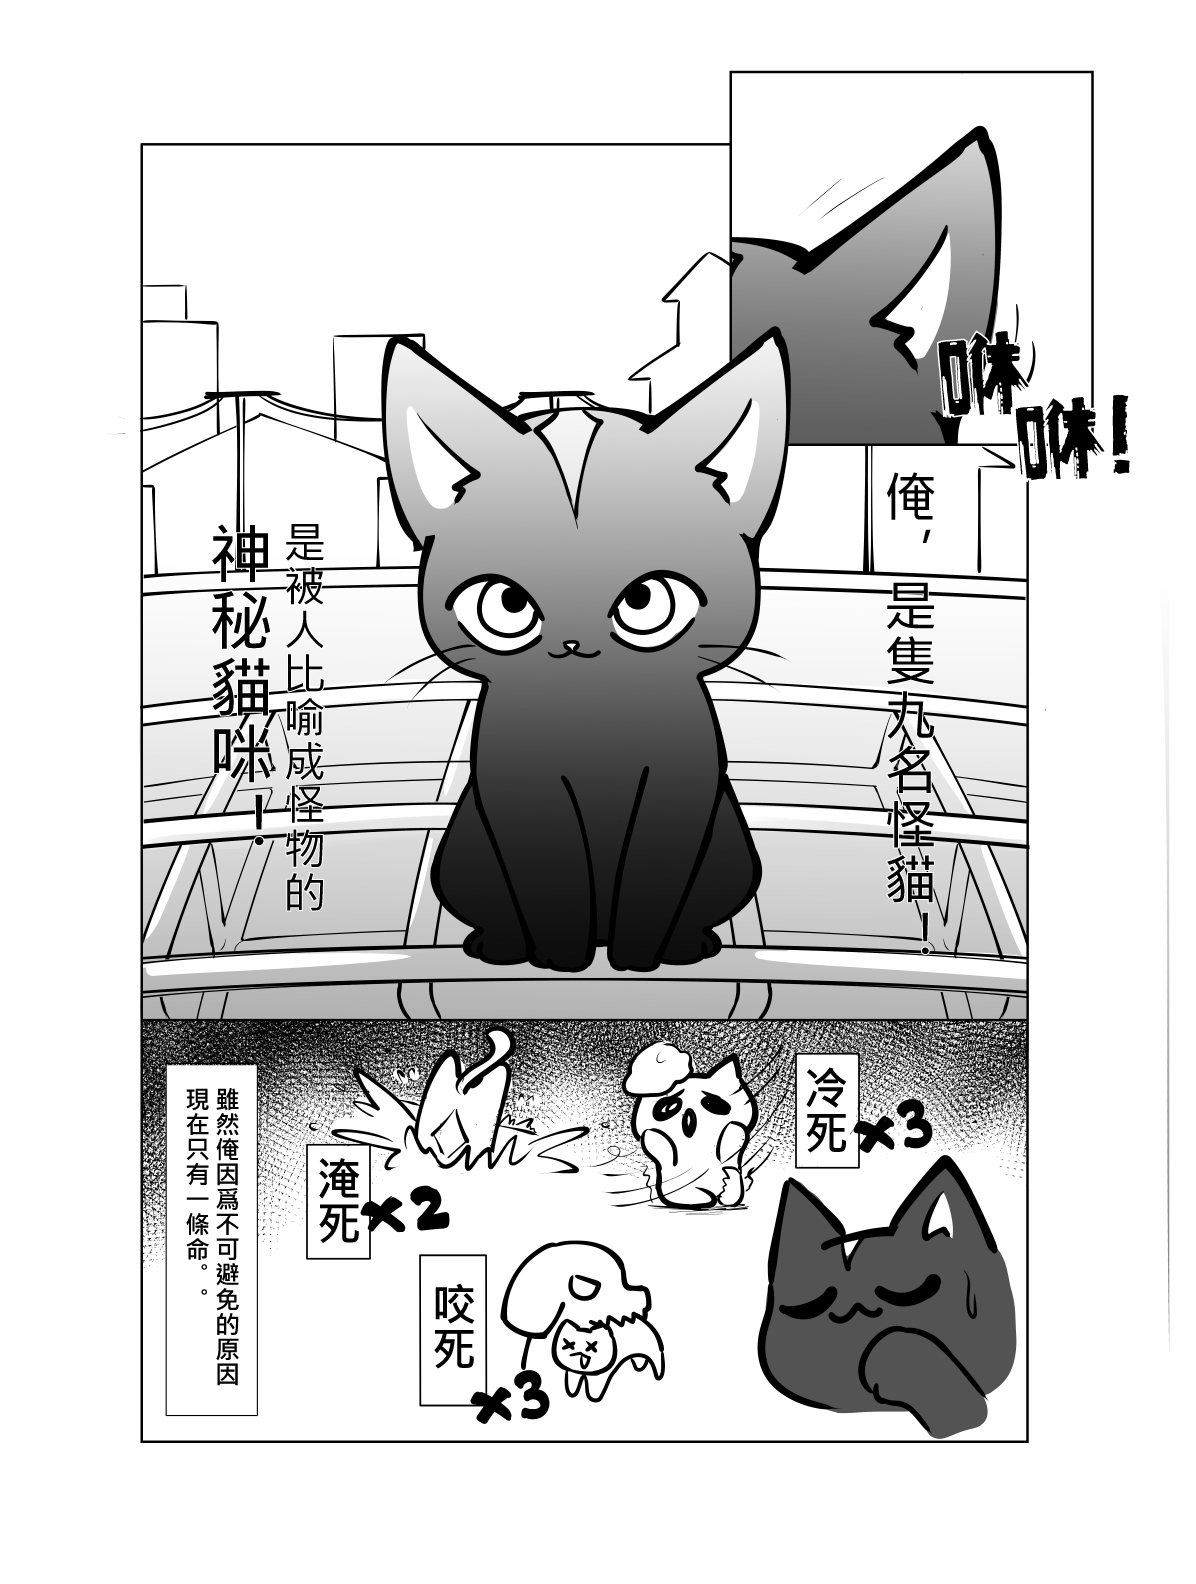 咻
咻！
俺，
是隻九名怪貓！
是被人比喻成怪物的
神秘貓咪！
冷死
×3
淹死
×2
咬死
×3
雖然俺因爲不可避免的原因
現在只有一條命。。